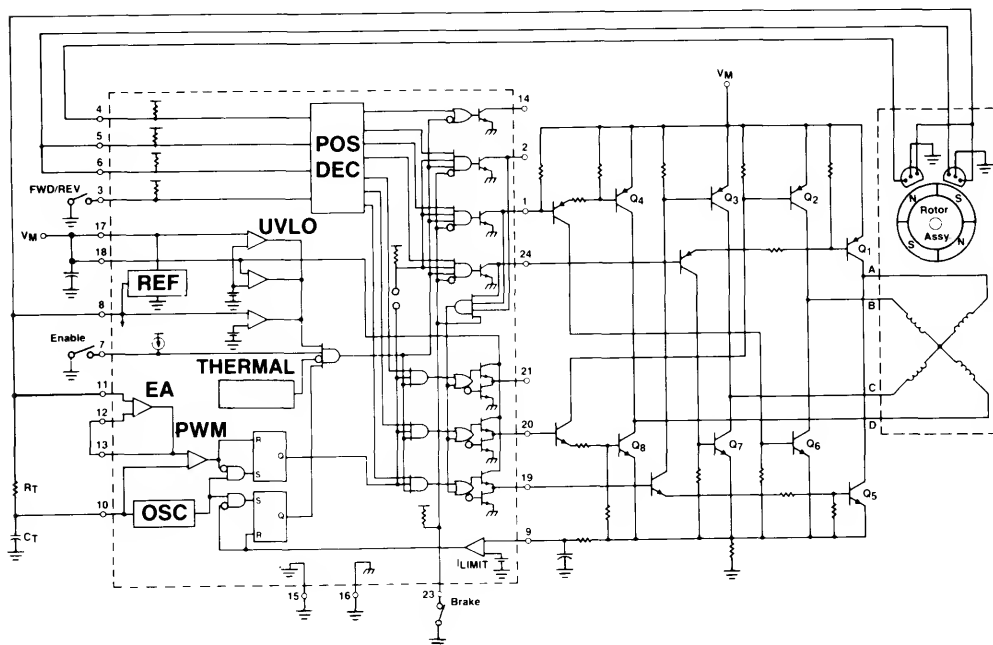 VM
4
14
5
POS
DEC
6
2
FWD/REV
3
N
S
Rotor
Assy
S
N
Q4
Q3
Q2
1
UVLO
VM
17
18
24
Q1
A
REF
B
8
Enable
7
THERMAL
21
11
EA
C
12
20
D
PWM
13
Q8
Q7
Q6
R
Q
S
19
Q5
RT
10
OSC
S
Q
R
CT
9
ILIMIT
15
16
23
Brake